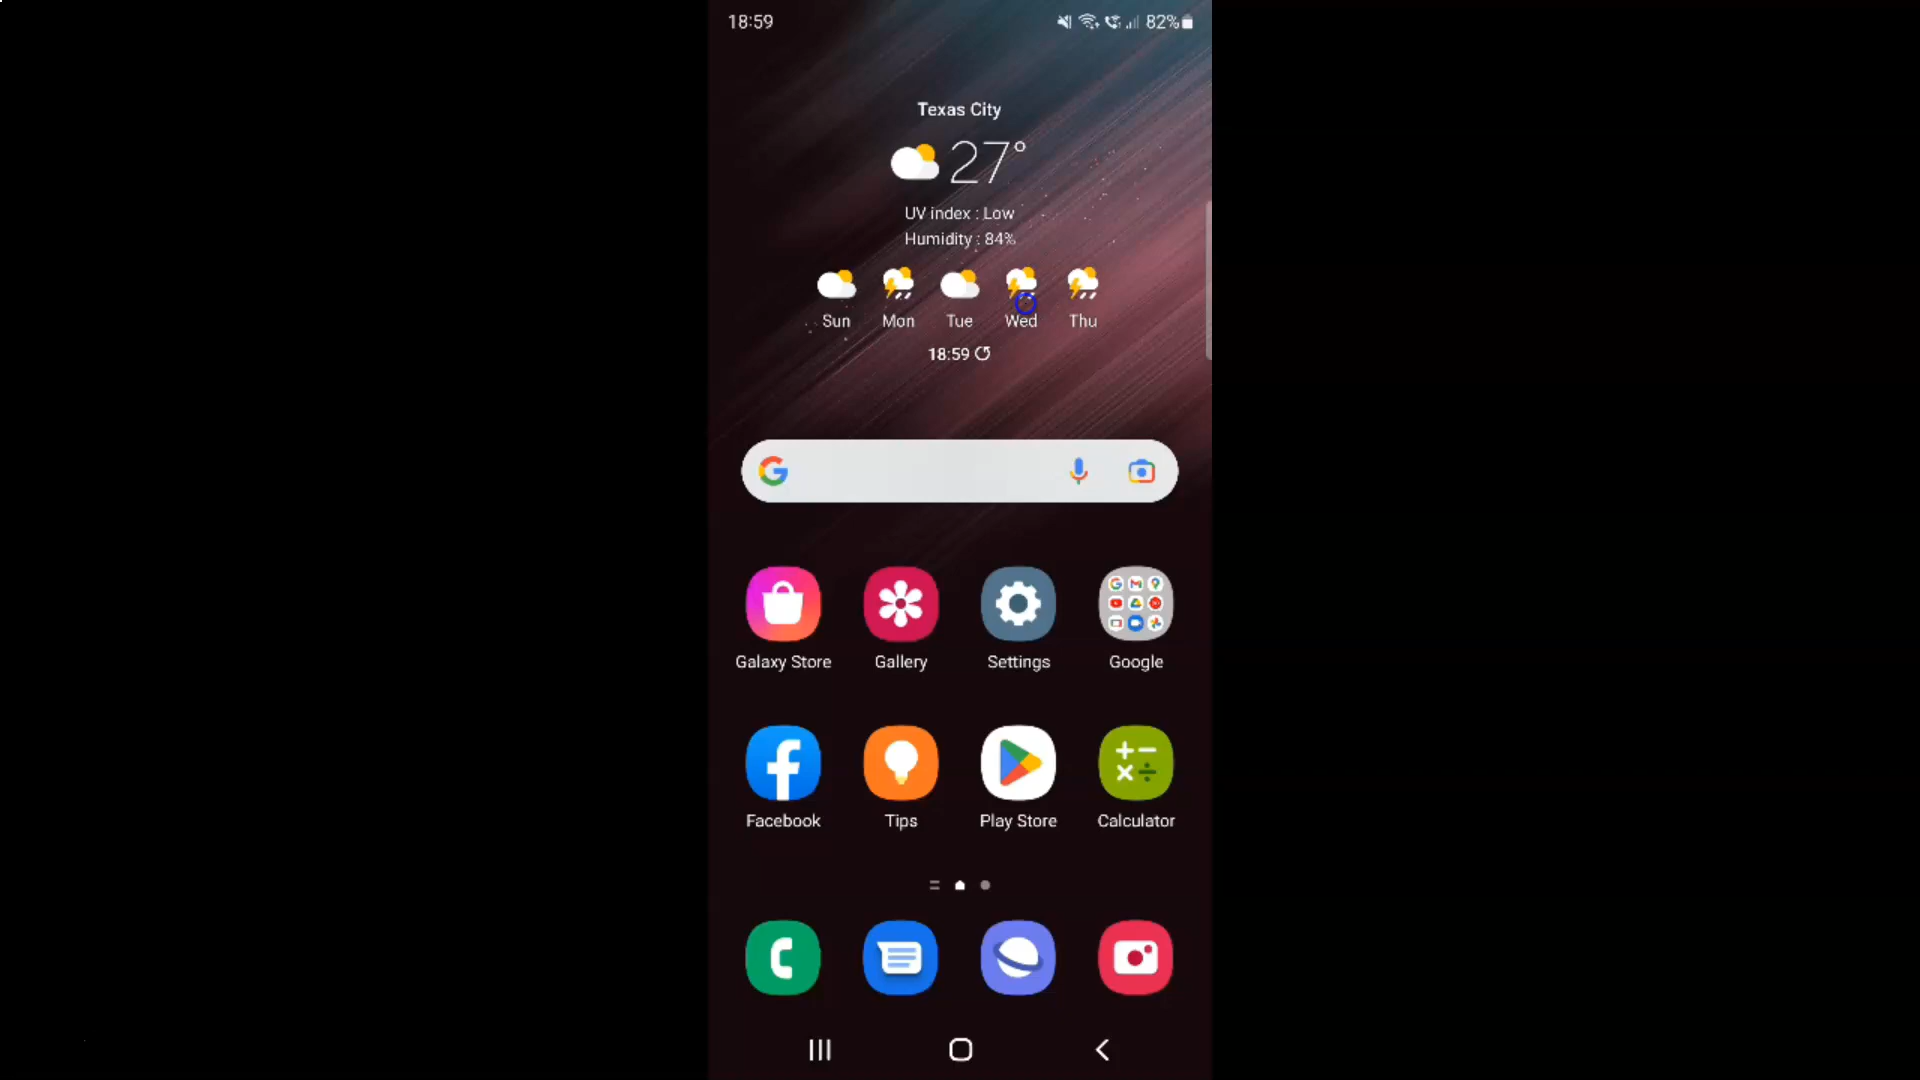 18:59 82%
Texas City
27°
UV index : Low
Humidity : 84%
Sun Mon Tue Wed Thu
18:59
Galaxy Store Gallery Settings Google
Facebook Tips Play Store Calculator